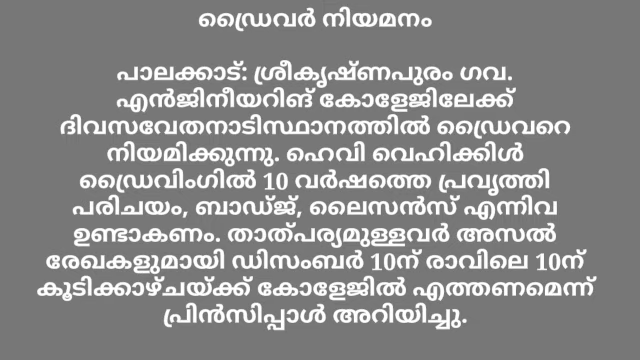 ഡ്രൈവർ നിയമനം
പാലക്കാട്: ശ്രീകൃഷ്ണപുരം ഗവ.
എൻജിനീയറിങ് കോളേജിലേക്ക്
ദിവസവേതനാടിസ്ഥാനത്തിൽ ഡ്രൈവറെ
നിയമിക്കുന്നു. ഹെവി വെഹിക്കിൾ
ഡ്രൈവിംഗിൽ 10 വർഷത്തെ പ്രവൃത്തി
പരിചയം, ബാഡ്ജ്, ലൈസൻസ് എന്നിവ
ഉണ്ടാകണം. താത്പര്യമുള്ളവർ അസൽ
രേഖകളുമായി ഡിസംബർ 10ന് രാവിലെ 10ന്
കൂടിക്കാഴ്ചയ്ക്ക് കോളേജിൽ എത്തണമെന്ന്
പ്രിൻസിപ്പാൾ അറിയിച്ചു.